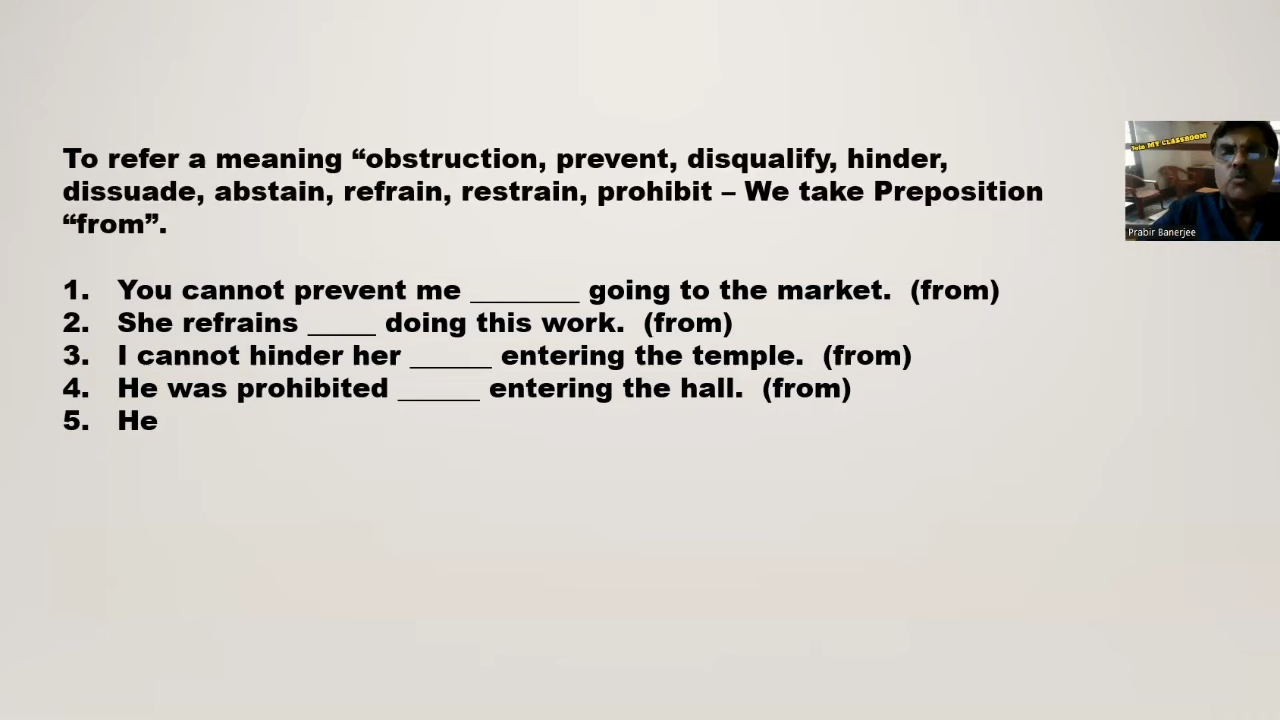 To refer a meaning “obstruction, prevent, disqualify, hinder,
dissuade, abstain, refrain, restrain, prohibit – We take Preposition
“from”.
1. You cannot prevent me ________ going to the market. (from)
2. She refrains _____ doing this work. (from)
3. I cannot hinder her ______ entering the temple. (from)
4. He was prohibited ______ entering the hall. (from)
5. He
Join MY CLASSROOM
Prabir Banerjee